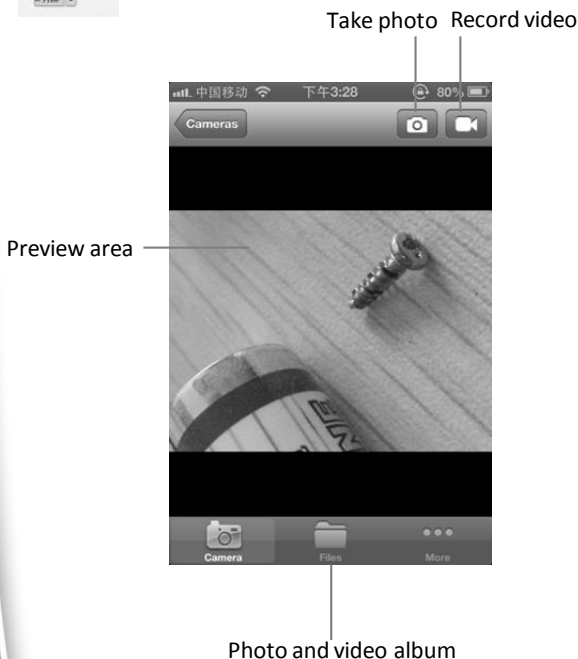 Take photo Record video
中国移动 下午3:28 80%
Cameras
Preview area
Camera Files More
Photo and video album